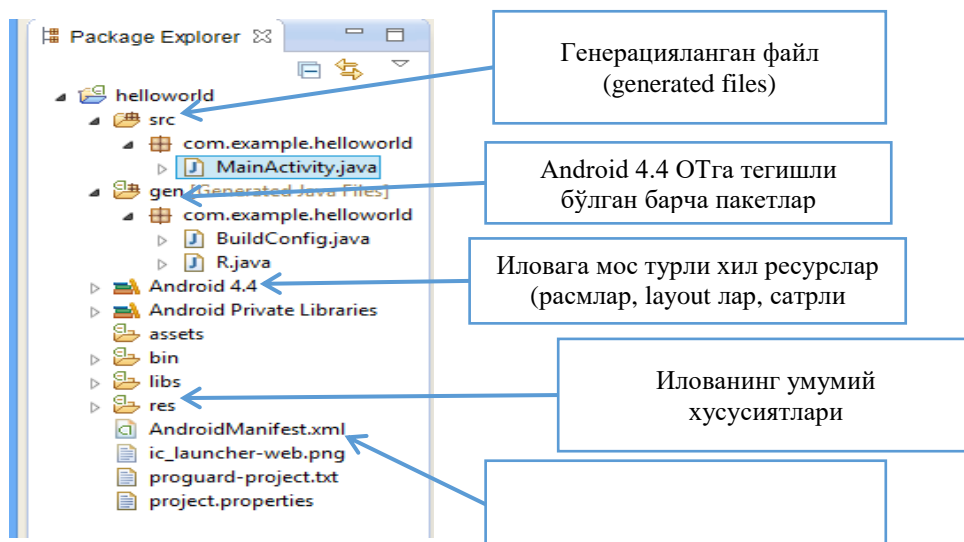 Package Explorer
helloworld
src
com.example.helloworld
MainActivity.java
gen [Generated Java Files]
com.example.helloworld
BuildConfig.java
R.java
Android 4.4
Android Private Libraries
assets
bin
libs
res
AndroidManifest.xml
ic_launcher-web.png
proguard-project.txt
project.properties
Генерацияланган файл
(generated files)
Android 4.4 ОТга тегишли
бўлган барча пакетлар
Иловага мос турли хил ресурслар
(расмлар, layout лар, сатрли
Илованинг умумий
хусусиятлари